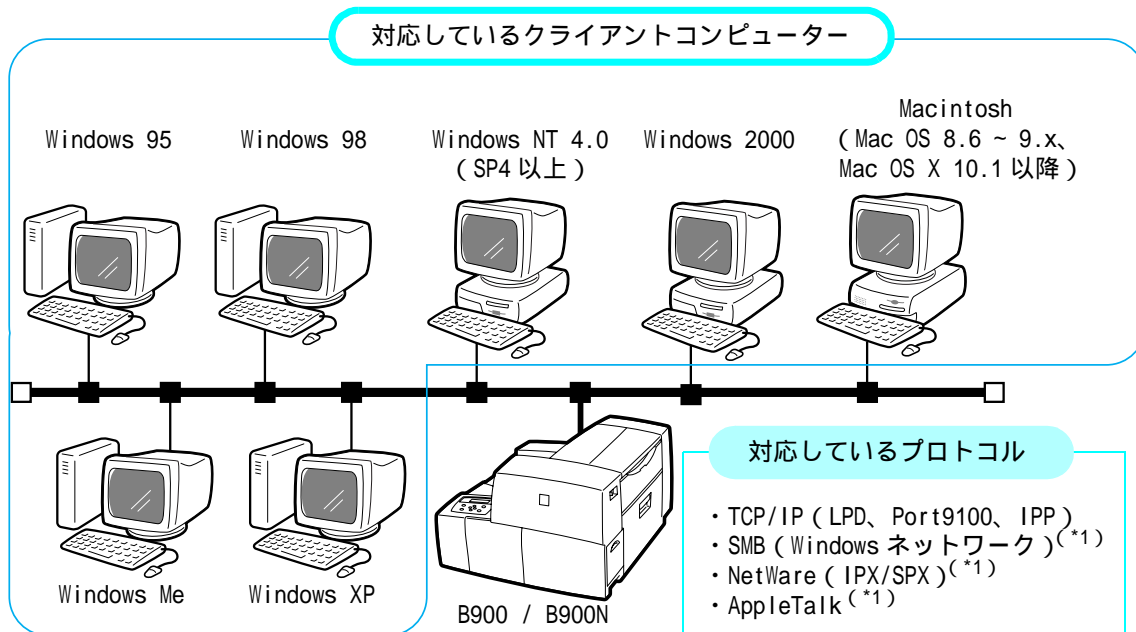 対応しているクライアントコンピューター
Windows 95
Windows 98
Windows NT 4.0
（SP4 以上）
Windows 2000
Macintosh
（Mac OS 8.6 ~ 9.x、
Mac OS X 10.1 以降）
Windows Me
Windows XP
B900 / B900N
対応しているプロトコル
・TCP/IP（LPD、Port9100、IPP）
・SMB（Windows ネットワーク）(*1)
・NetWare（IPX/SPX）(*1)
・AppleTalk (*1)